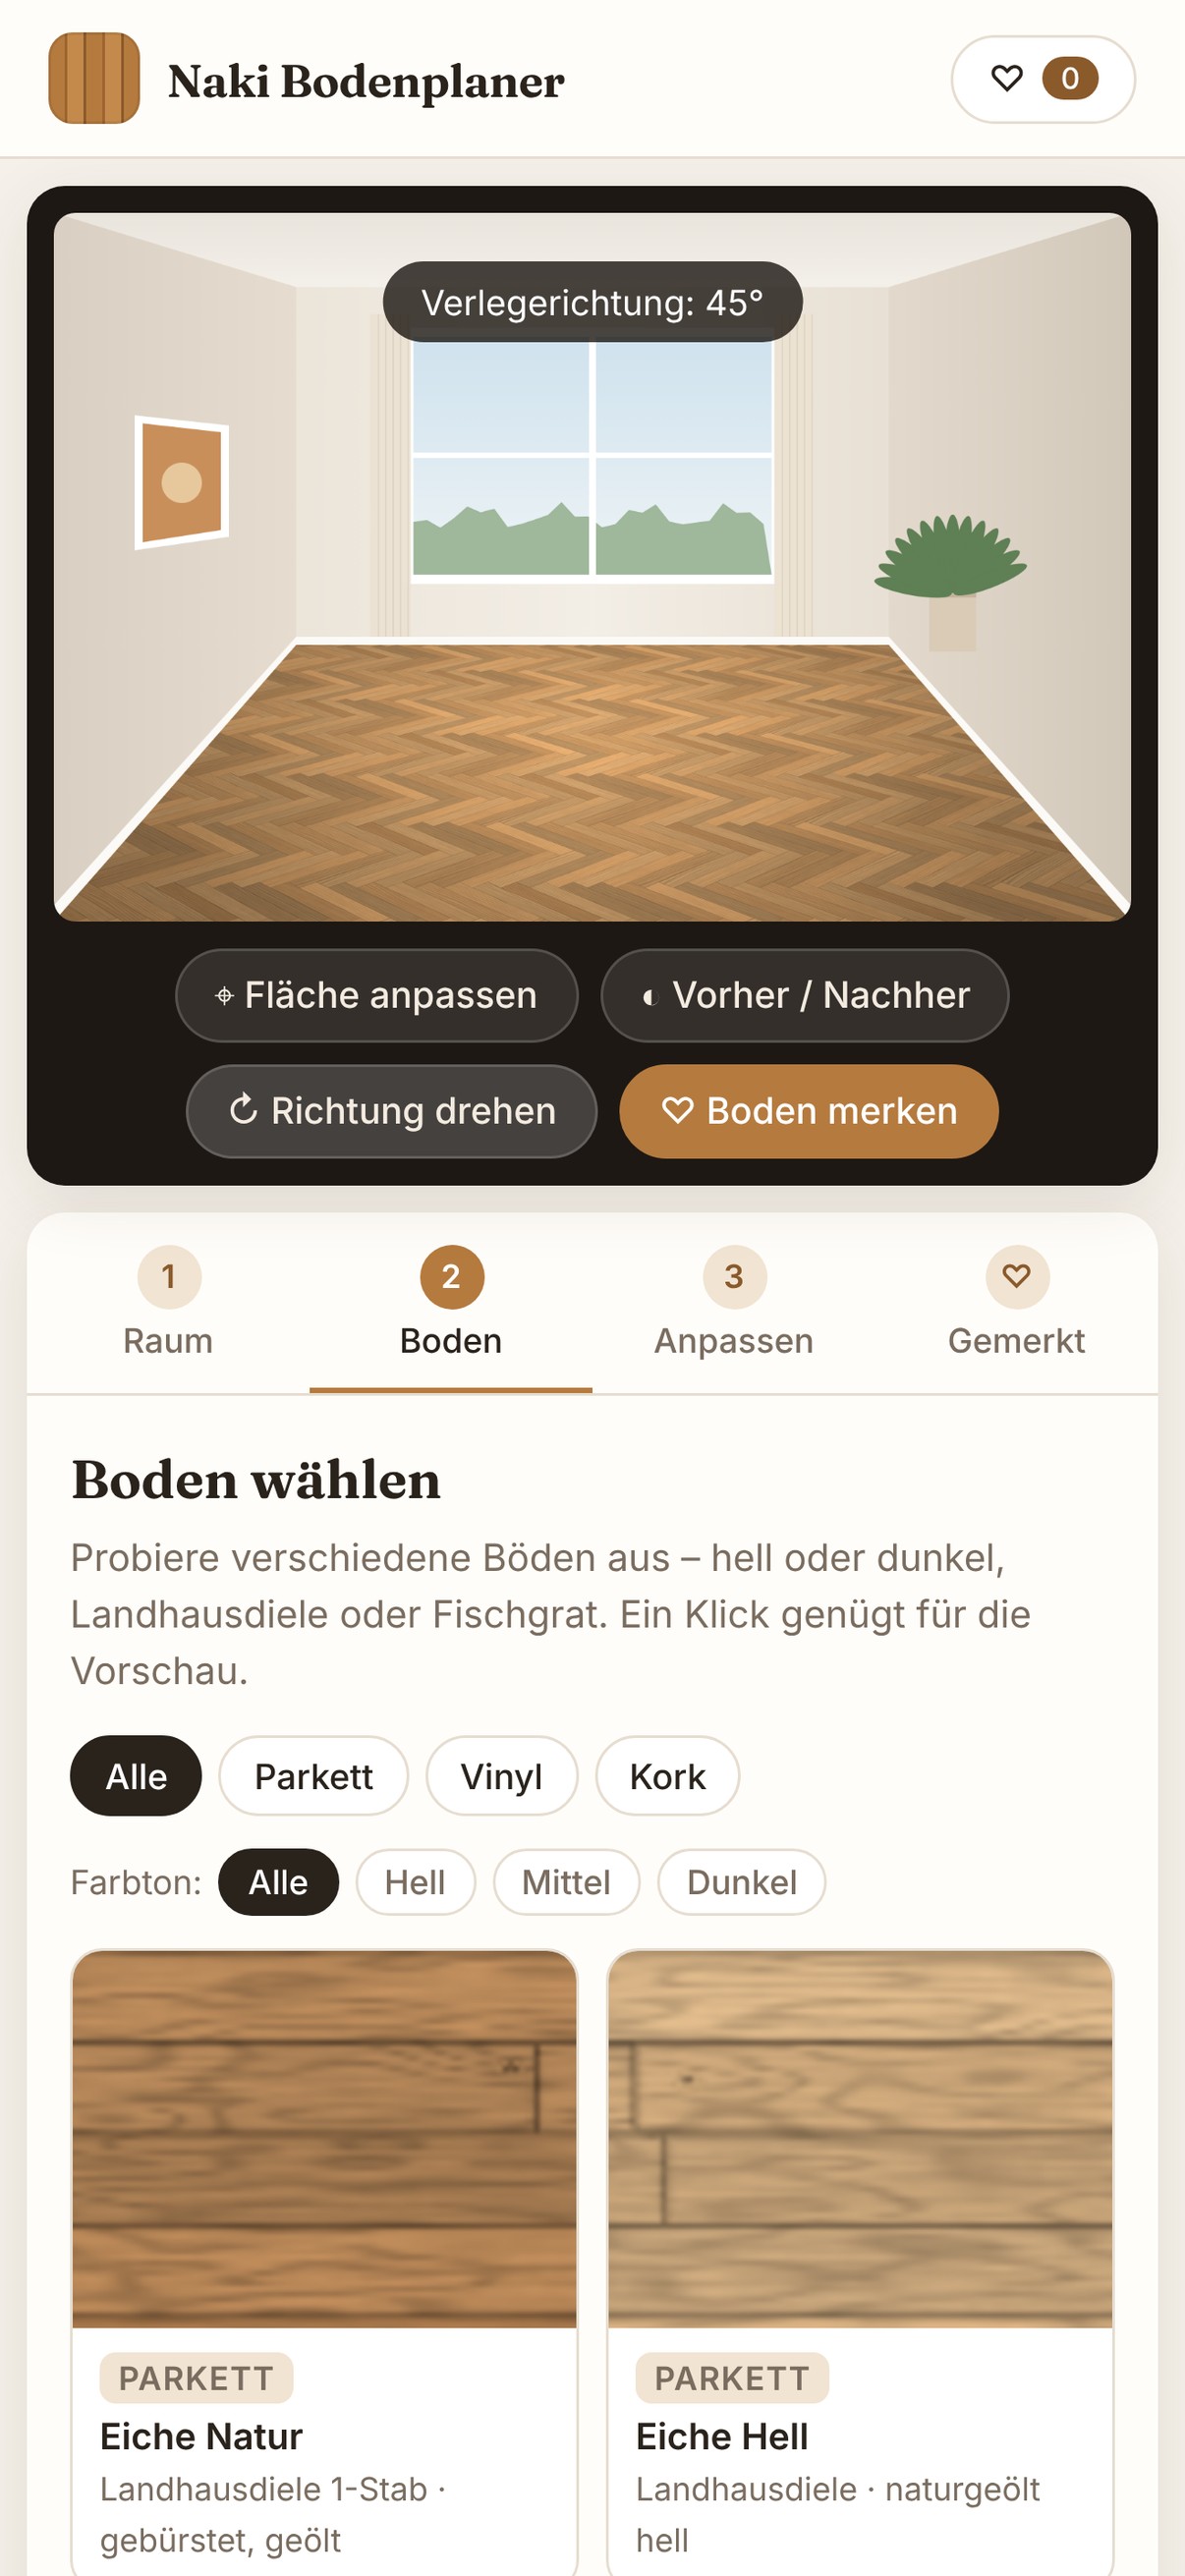 Naki Bodenplaner
♡ 0
Verlegerichtung: 45°
⌖ Fläche anpassen
◐ Vorher / Nachher
↻ Richtung drehen
♡ Boden merken
1
Raum
2
Boden
3
Anpassen
♡
Gemerkt
Boden wählen
Probiere verschiedene Böden aus – hell oder dunkel,
Landhausdiele oder Fischgrat. Ein Klick genügt für die
Vorschau.
Alle
Parkett
Vinyl
Kork
Farbton:
Alle
Hell
Mittel
Dunkel
PARKETT
Eiche Natur
Landhausdiele 1-Stab ·
gebürstet, geölt
PARKETT
Eiche Hell
Landhausdiele · naturgeölt
hell